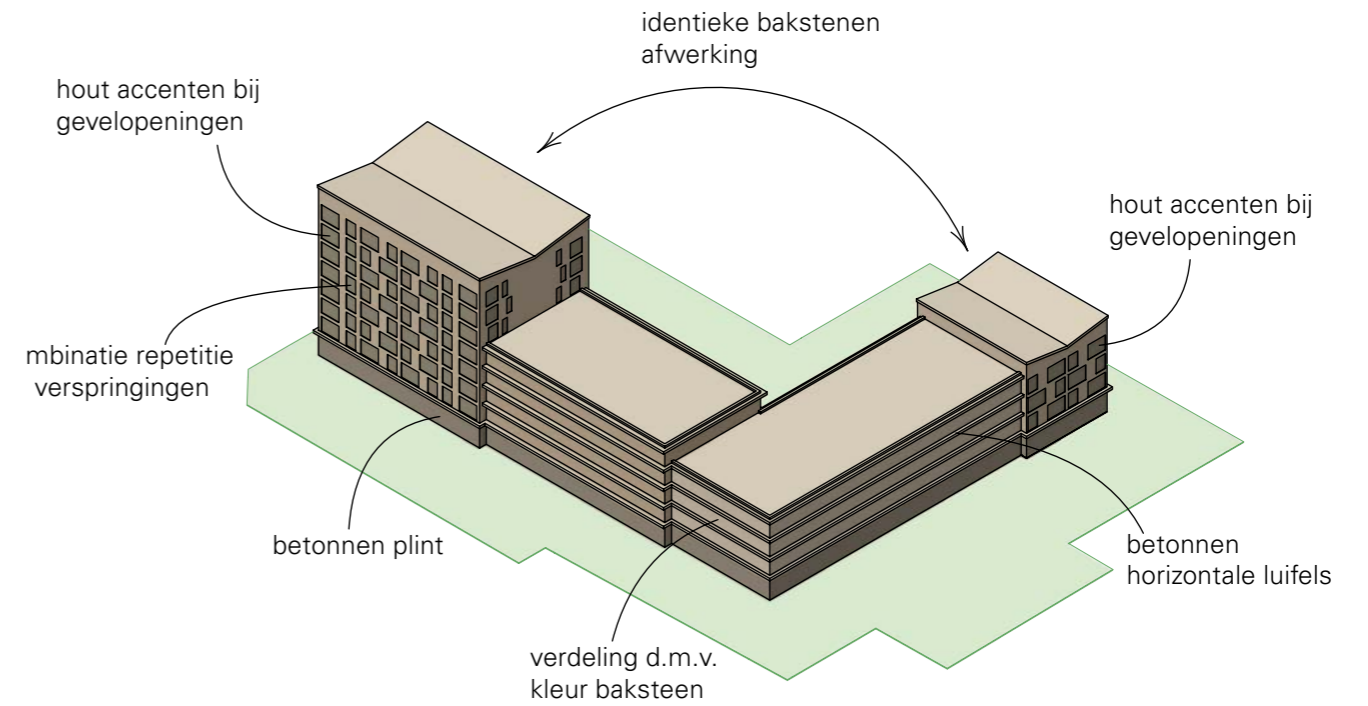 identieke bakstenen
afwerking
hout accenten bij
gevelopeningen
hout accenten bij
gevelopeningen
mbinatie repetitie
verspringingen
betonnen plint
betonnen
horizontale luifels
verdeling d.m.v.
kleur baksteen